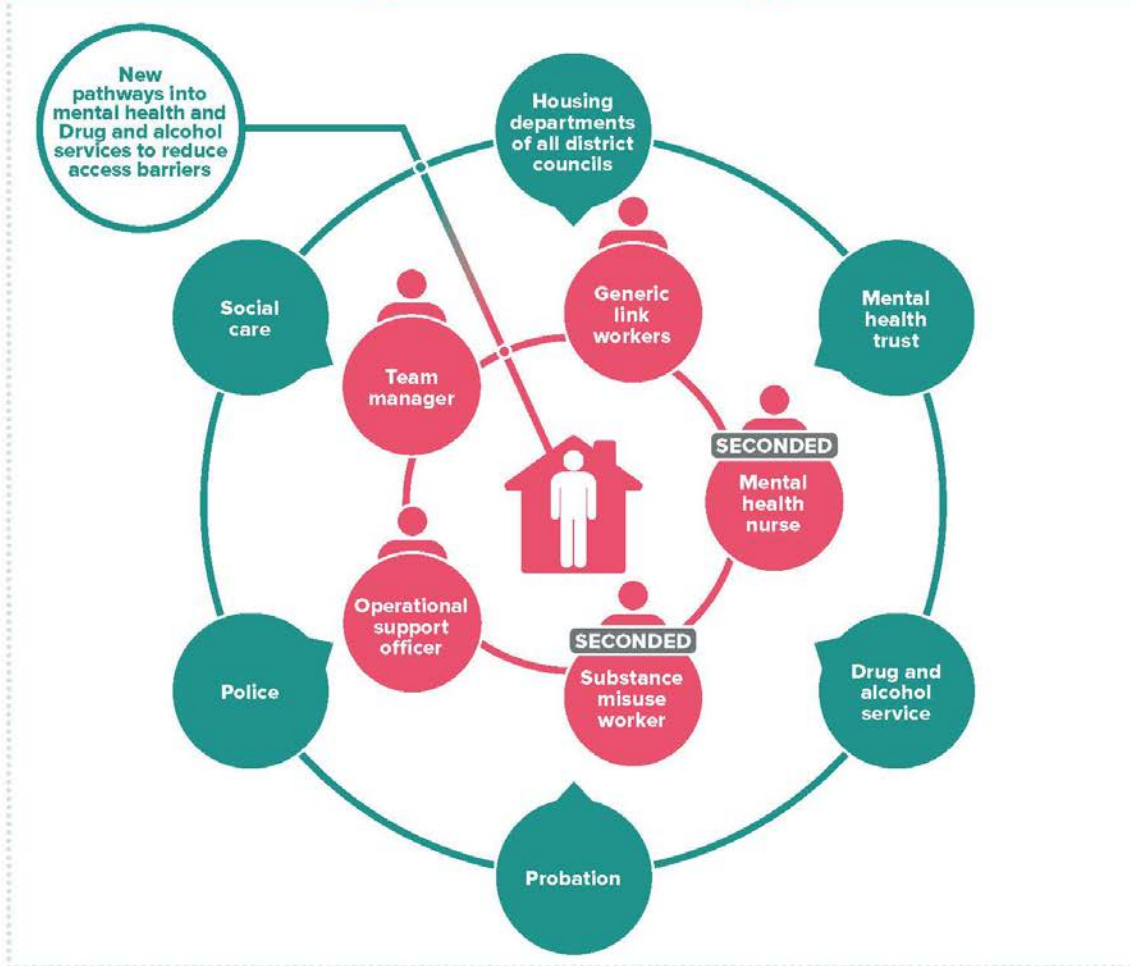 New
pathways into
mental health and
Drug and alcohol
services to reduce
access barriers
Housing
departments
of all district
councils
Social
care
Generic
link
workers
Mental
health
trust
Team
manager
SECONDED
Mental
health
nurse
Operational
support
officer
SECONDED
Substance
misuse
worker
Police
Drug and
alcohol
service
Probation